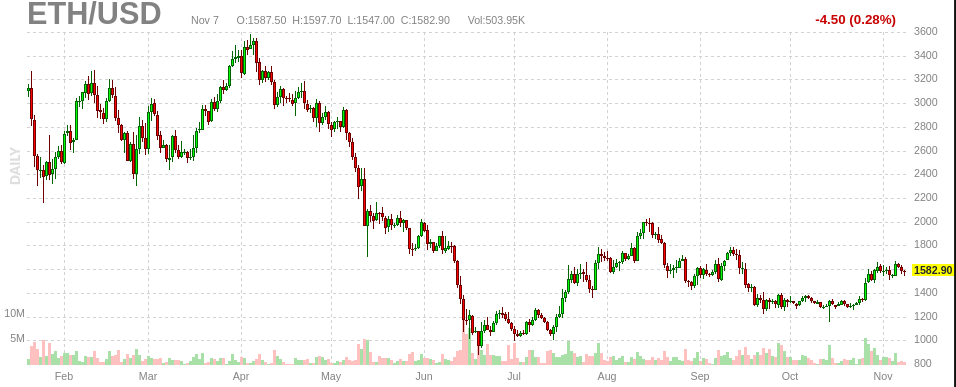 ETH/USD
Nov 7 O:1587.50 H:1597.70 L:1547.00 C:1582.90 Vol:503.95K
-4.50 (0.28%)
3600
3400
3200
3000
2800
2600
2400
2200
2000
1800
1582.90
1400
1200
1000
800
DAILY
10M
5M
Feb Mar Apr May Jun Jul Aug Sep Oct Nov